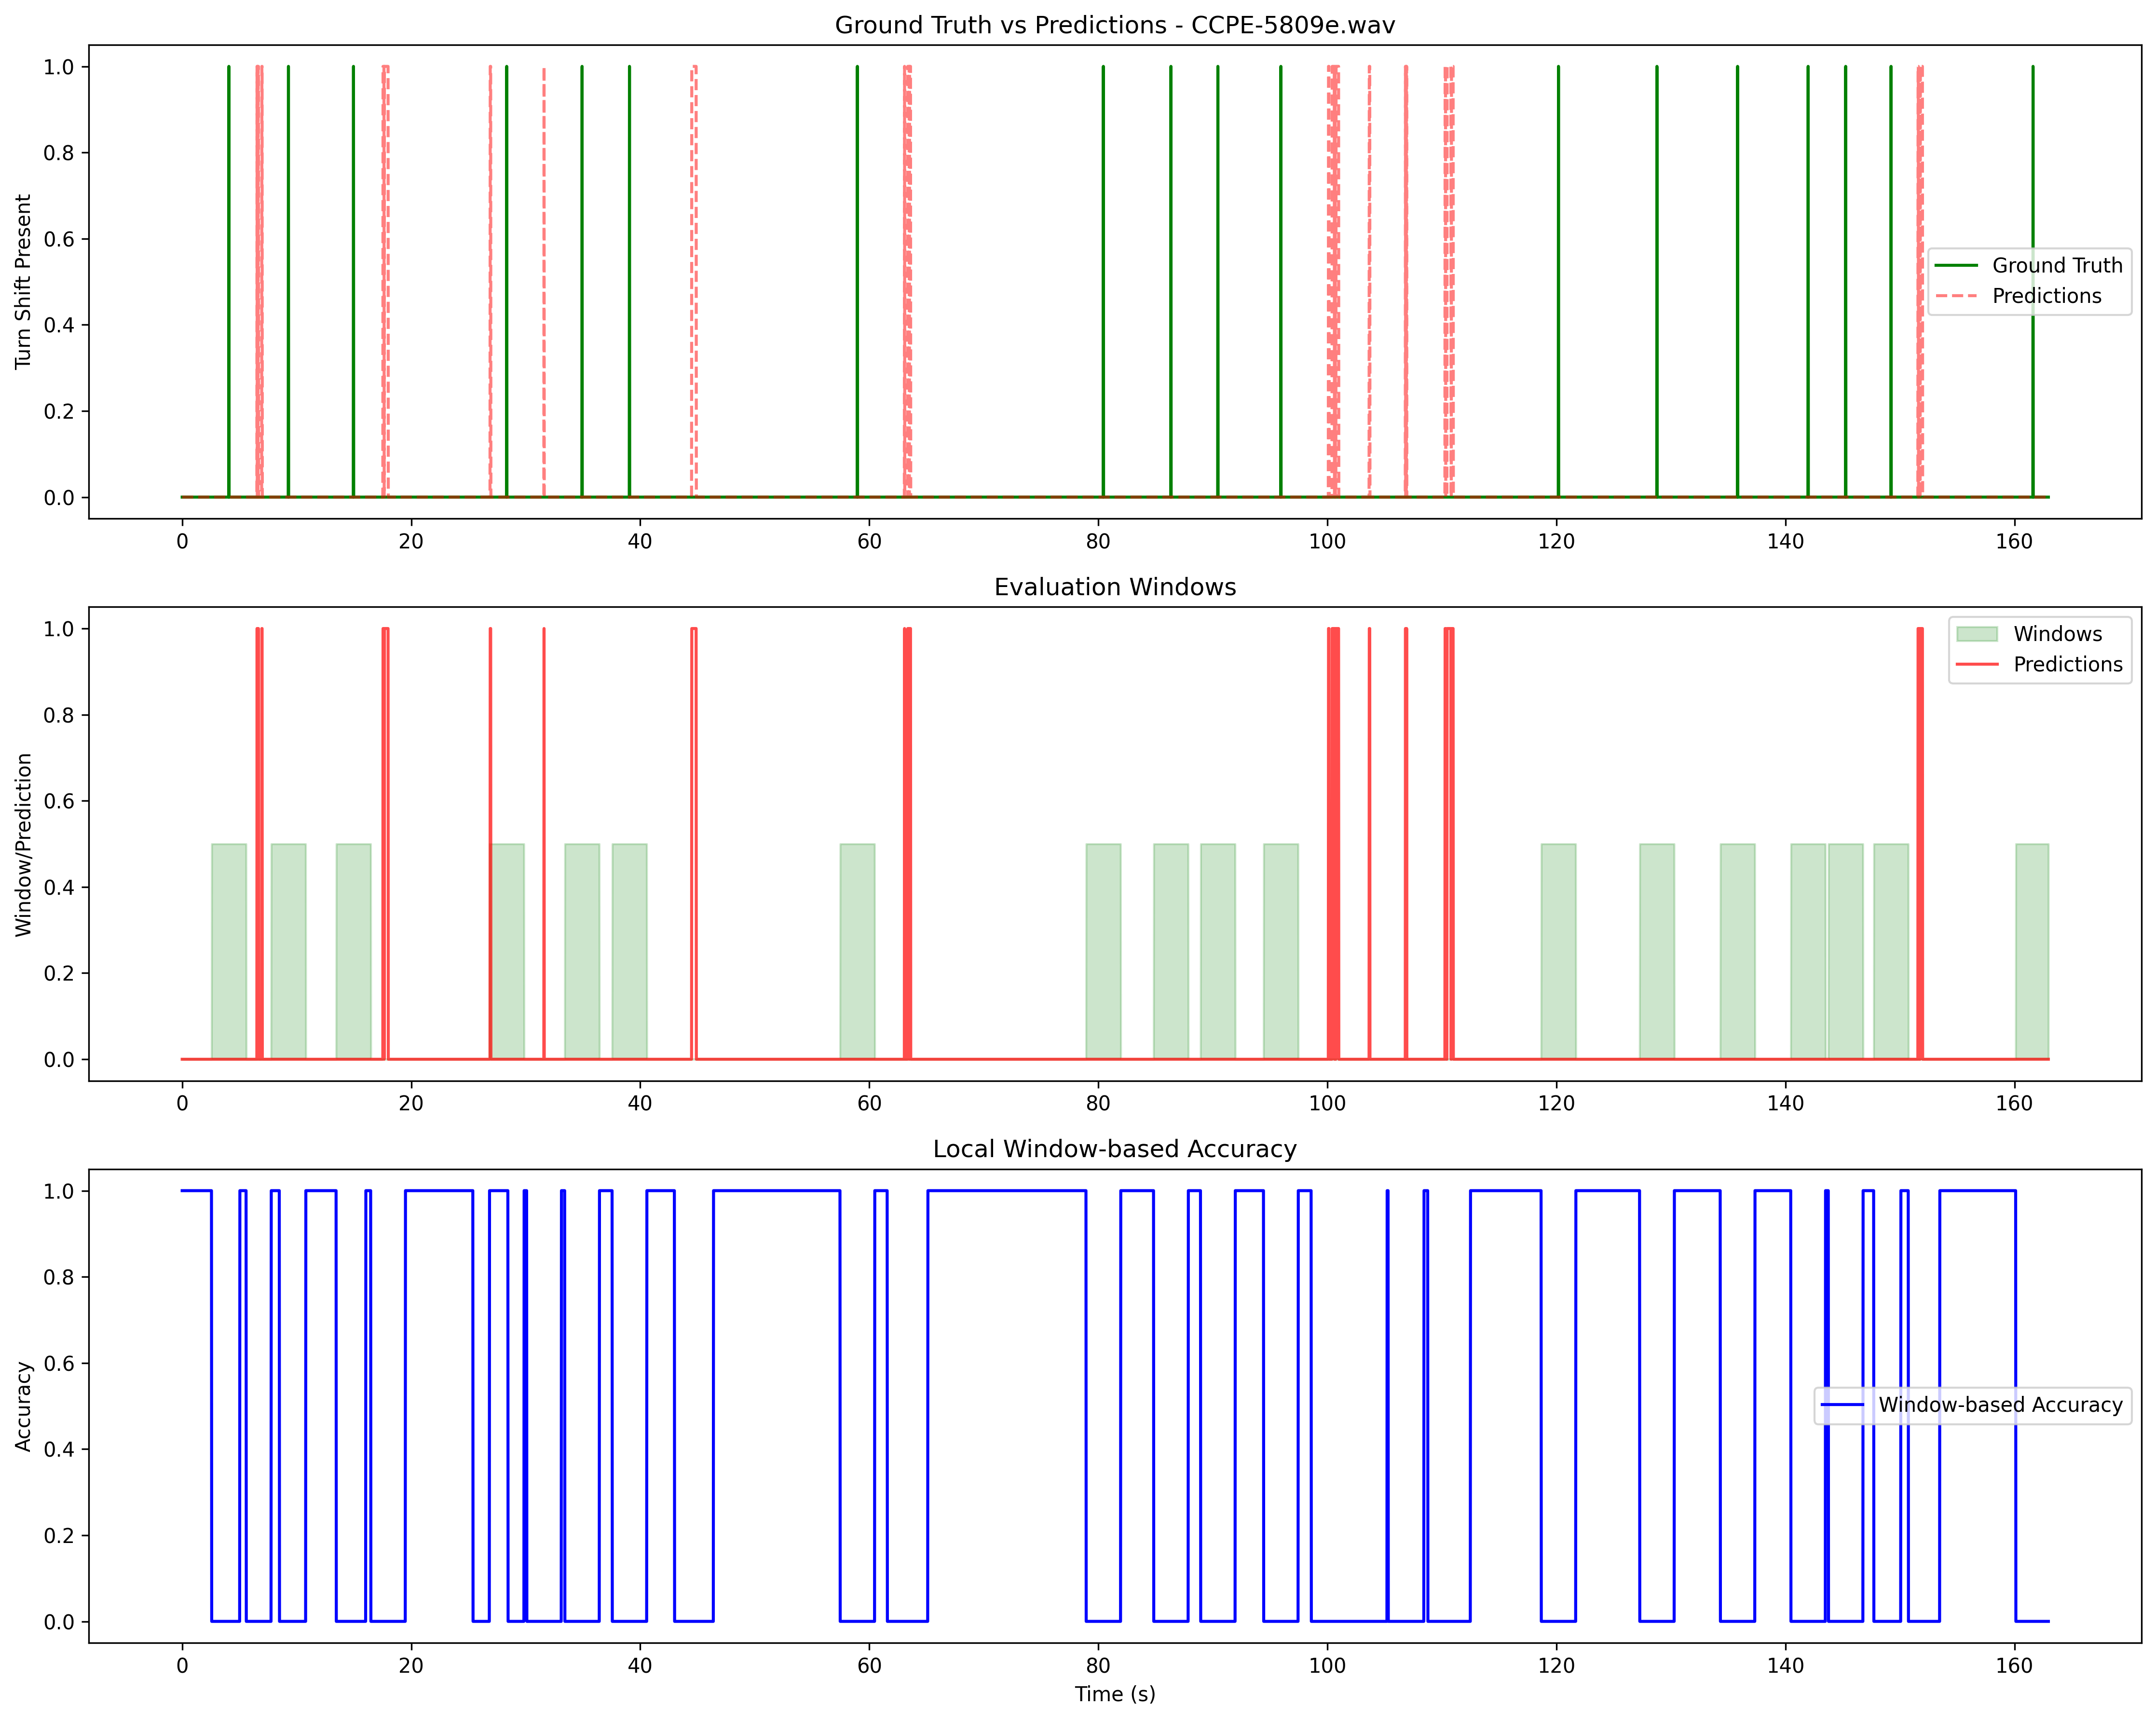 Ground Truth vs Predictions - CCPE-5809e.wav
1.0
0.8
0.6
0.4
0.2
0.0
Turn Shift Present
Ground Truth
Predictions
0 20 40 60 80 100 120 140 160
Evaluation Windows
1.0
0.8
0.6
0.4
0.2
0.0
Window/Prediction
Windows
Predictions
0 20 40 60 80 100 120 140 160
Local Window-based Accuracy
1.0
0.8
0.6
0.4
0.2
0.0
Accuracy
Window-based Accuracy
0 20 40 60 80 100 120 140 160
Time (s)